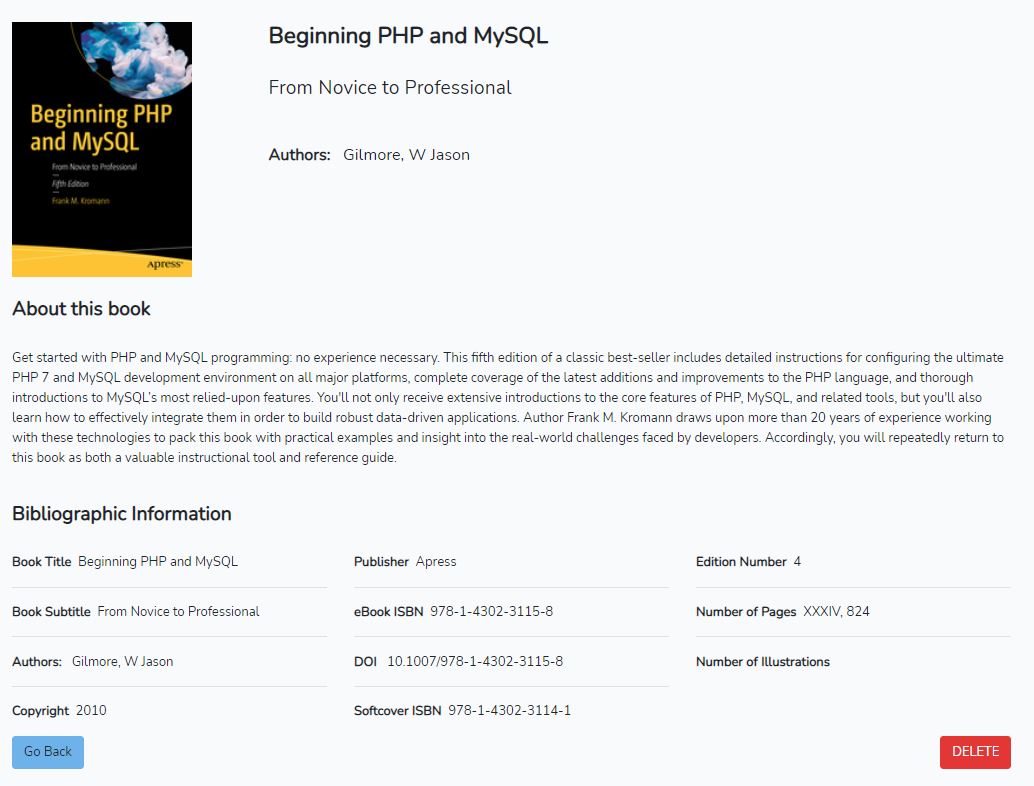 Beginning PHP
and MySQL
From Novice to Professional
Fifth Edition
Frank M. Kromann
Apress
Beginning PHP and MySQL
From Novice to Professional
Authors: Gilmore, W Jason
About this book
Get started with PHP and MySQL programming: no experience necessary. This fifth edition of a classic best-seller includes detailed instructions for configuring the ultimate
PHP 7 and MySQL development environment on all major platforms, complete coverage of the latest additions and improvements to the PHP language, and thorough
introductions to MySQL's most relied-upon features. You'll not only receive extensive introductions to the core features of PHP, MySQL, and related tools, but you'll also
learn how to effectively integrate them in order to build robust data-driven applications. Author Frank M. Kromann draws upon more than 20 years of experience working
with these technologies to pack this book with practical examples and insight into the real-world challenges faced by developers. Accordingly, you will repeatedly return to
this book as both a valuable instructional tool and reference guide.
Bibliographic Information
Book Title Beginning PHP and MySQL
Publisher Apress
Edition Number 4
Book Subtitle From Novice to Professional
eBook ISBN 978-1-4302-3115-8
Number of Pages XXXIV, 824
Authors: Gilmore, W Jason
DOI 10.1007/978-1-4302-3115-8
Number of Illustrations
Copyright 2010
Softcover ISBN 978-1-4302-3114-1
Go Back
DELETE